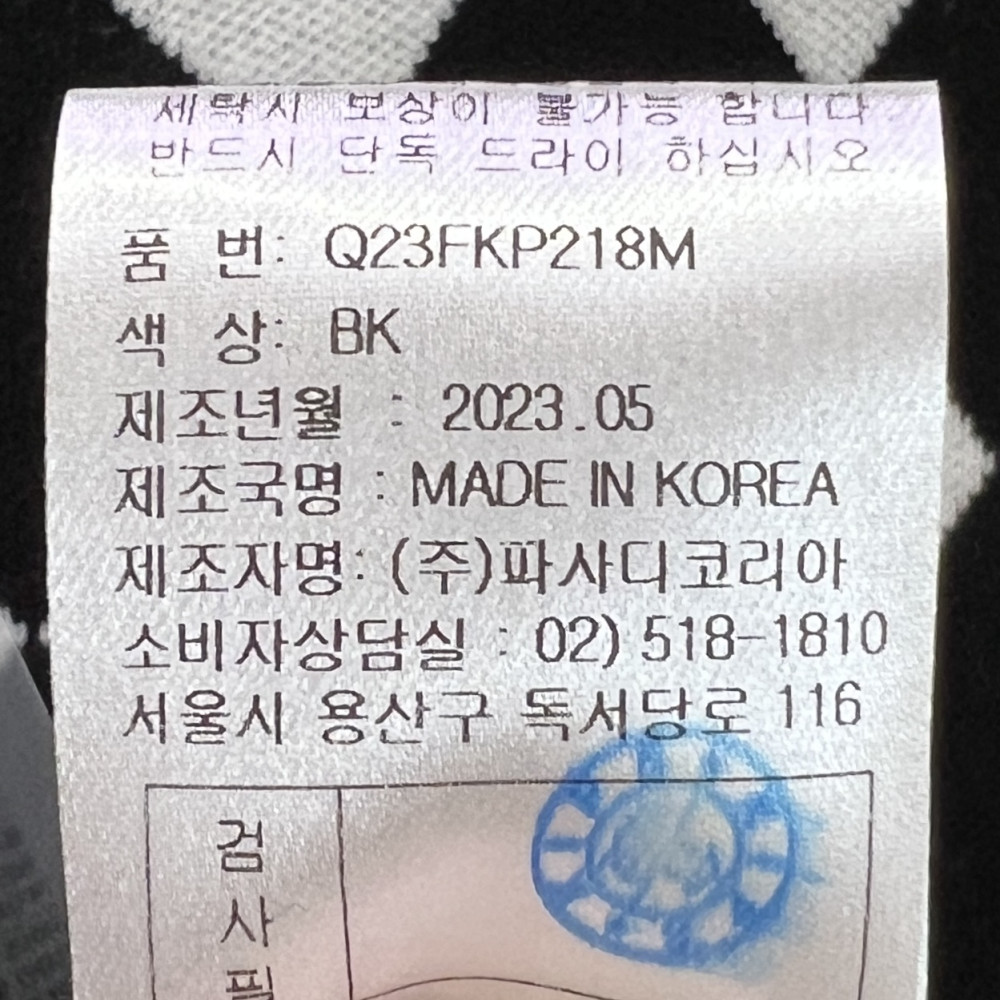 세탁시 보상이 불가능 합니다
반드시 단독 드라이 하십시오
품 번: Q23FKP218M
색 상: BK
제조년월 : 2023.05
제조국명 : MADE IN KOREA
제조자명: (주)파사디코리아
소비자상담실 : 02) 518-1810
서울시 용산구 독서당로 116
검
사
필